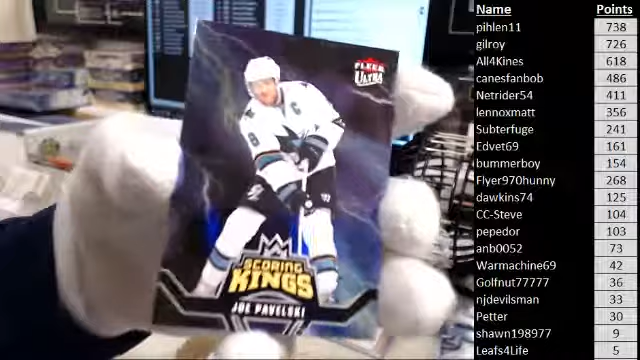 FLEER
ULTRA
8
C
SCORING
KINGS
JOE PAVELSKI
Name Points
pihlen11 738
gilroy 726
All4Kines 618
canesfanbob 486
Netrider54 411
lennoxmatt 356
Subterfuge 241
Edvet69 161
bummerboy 154
Flyer970hunny 268
dawkins74 125
CC-Steve 104
pepedor 103
anb0052 73
Warmachine69 42
Golfnut77777 36
njdevilsman 33
Petter 30
shawn198977 9
Leafs4Life 5